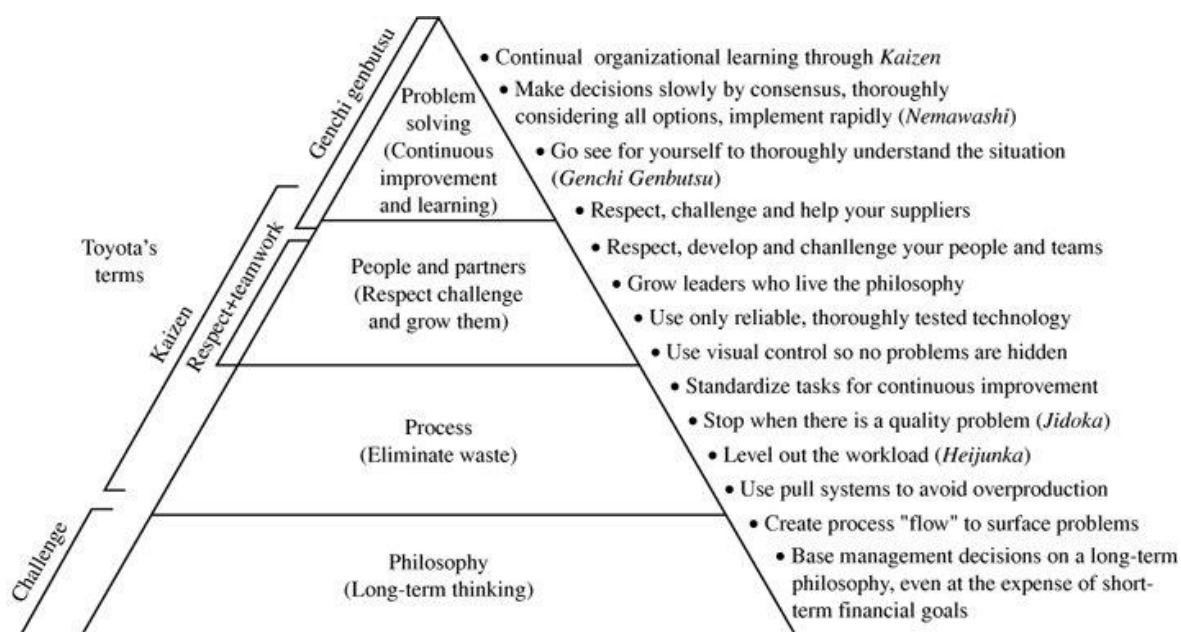 Toyota's
terms
Genchi genbutsu
Kaizen
Respect+teamwork
Challenge
Problem
solving
(Continuous
improvement
and learning)
People and partners
(Respect challenge
and grow them)
Process
(Eliminate waste)
Philosophy
(Long-term thinking)
• Continual organizational learning through Kaizen
• Make decisions slowly by consensus, thoroughly
considering all options, implement rapidly (Nemawashi)
• Go see for yourself to thoroughly understand the situation
(Genchi Genbutsu)
• Respect, challenge and help your suppliers
• Respect, develop and chanllenge your people and teams
• Grow leaders who live the philosophy
• Use only reliable, thoroughly tested technology
• Use visual control so no problems are hidden
• Standardize tasks for continuous improvement
• Stop when there is a quality problem (Jidoka)
• Level out the workload (Heijunka)
• Use pull systems to avoid overproduction
• Create process "flow" to surface problems
• Base management decisions on a long-term
philosophy, even at the expense of short-
term financial goals